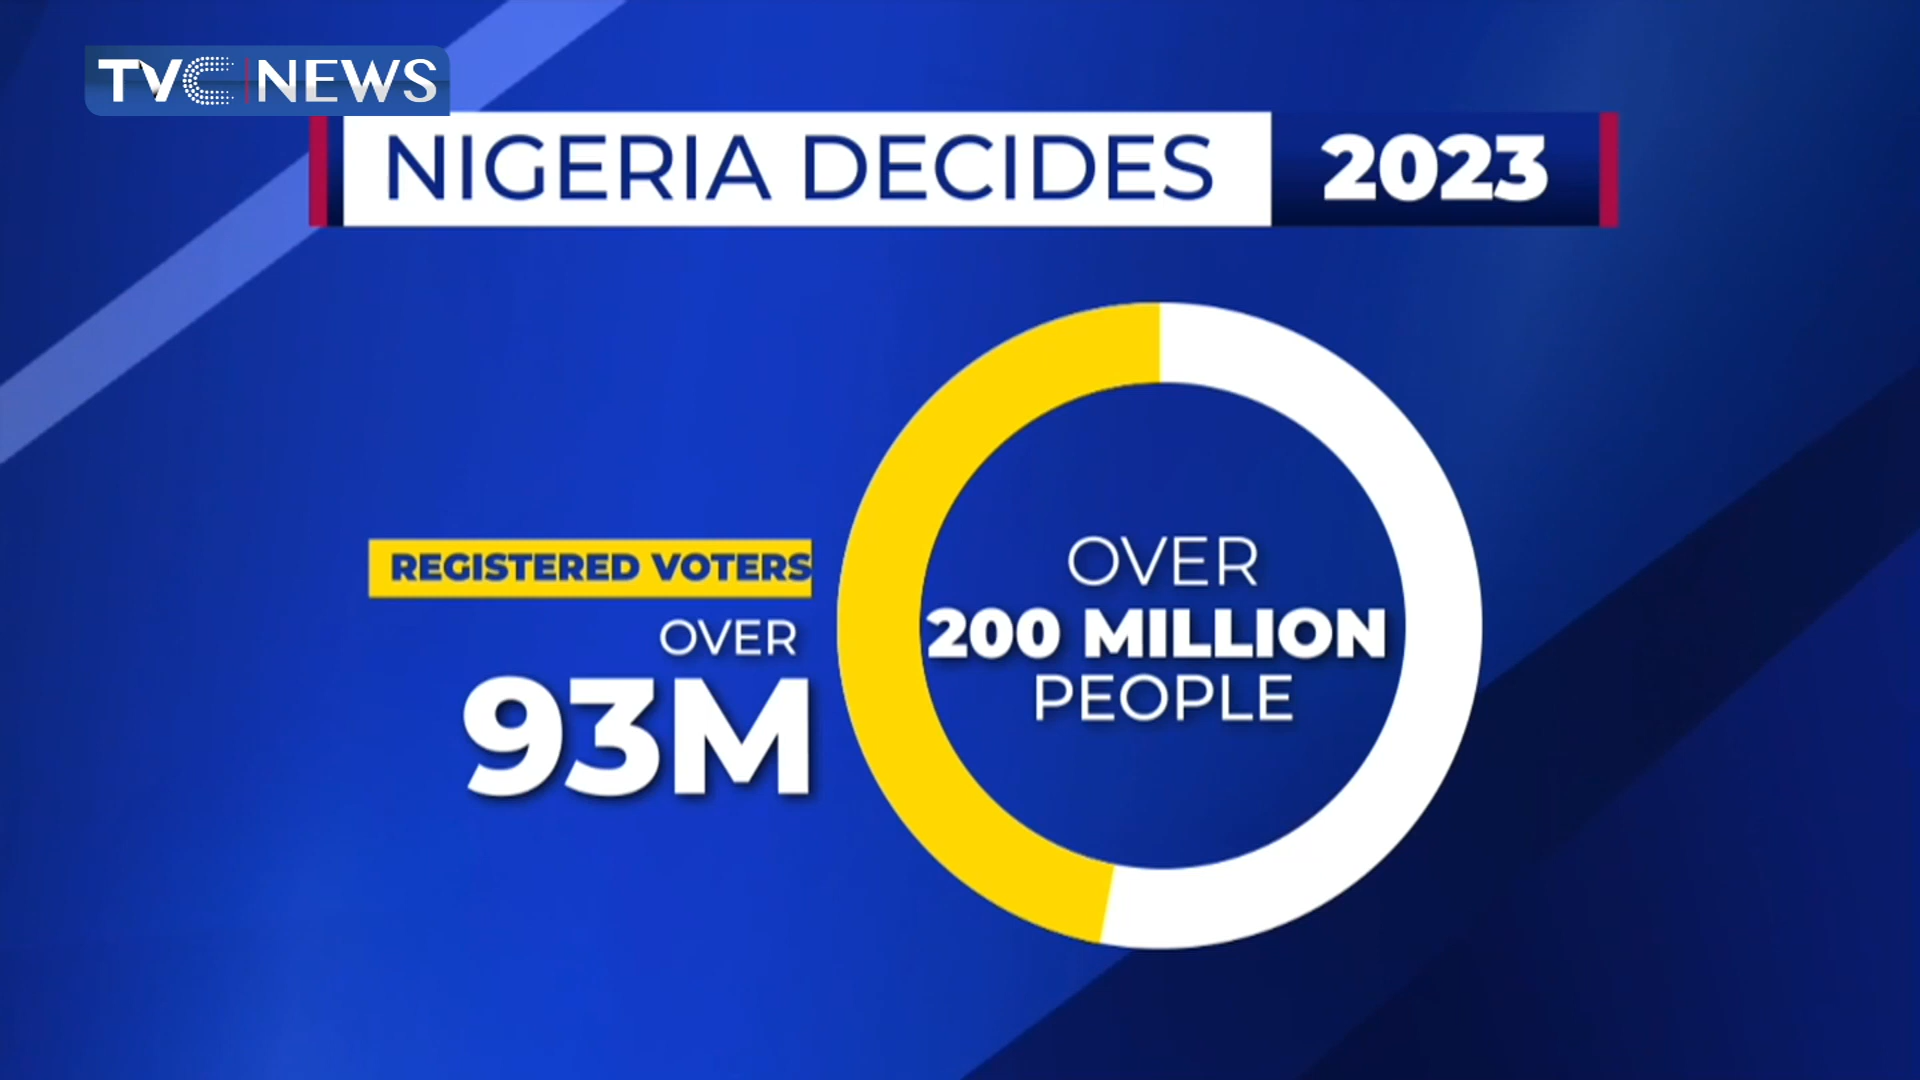 TVC NEWS
NIGERIA DECIDES 2023
REGISTERED VOTERS
OVER
93M
OVER
200 MILLION
PEOPLE